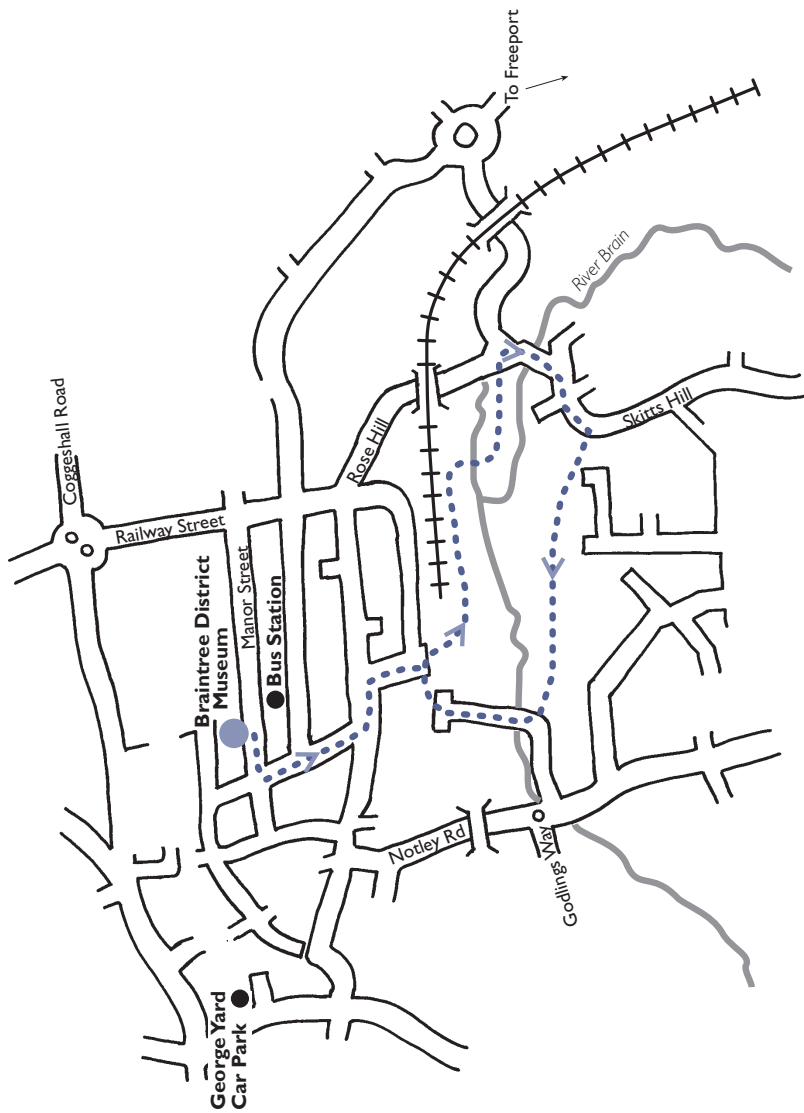 To Freeport
River Brain
Coggeshall Road
Railway Street
Rose Hill
Skitts Hill
Manor Street
Braintree District
Museum
Bus Station
Notley Rd
Godlings Way
George Yard
Car Park